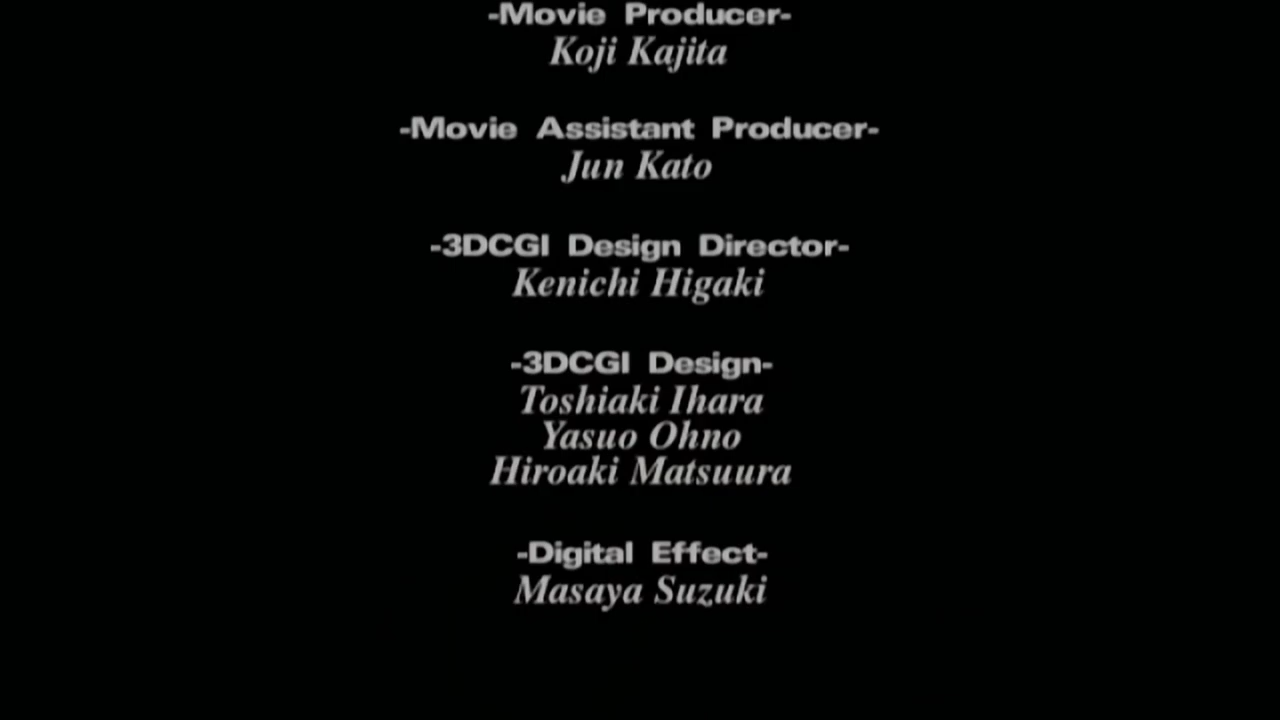 -Movie Producer-
Koji Kajita
-Movie Assistant Producer-
Jun Kato
-3DCGI Design Director-
Kenichi Higaki
-3DCGI Design-
Toshiaki Ihara
Yasuo Ohno
Hiroaki Matsuura
-Digital Effect-
Masaya Suzuki